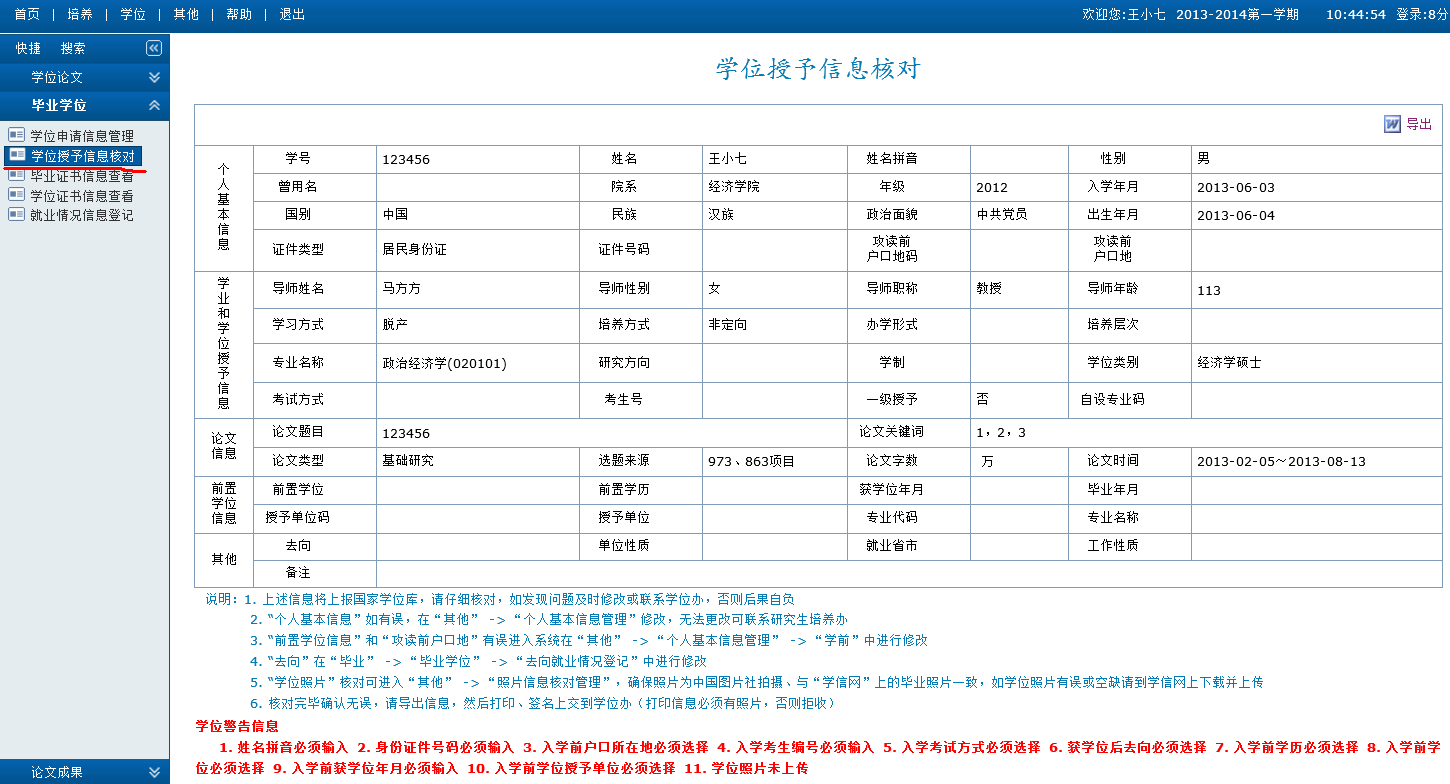 首页 | 培养 | 学位 | 其他 | 帮助 | 退出 欢迎您:王小七 2013-2014第一学期 10:44:54 登录:8分
快捷 搜索
学位论文
毕业学位
学位申请信息管理
学位授予信息核对
毕业证书信息查看
学位证书信息查看
就业情况信息登记
论文成果
学位授予信息核对
导出
个人基本信息
学号 123456 姓名 王小七 姓名拼音 性别 男
曾用名 院系 经济学院 年级 2012 入学年月 2013-06-03
国别 中国 民族 汉族 政治面貌 中共党员 出生年月 2013-06-04
证件类型 居民身份证 证件号码 攻读前户口地码 攻读前户口地
学业和学位授予信息
导师姓名 马方方 导师性别 女 导师职称 教授 导师年龄 113
学习方式 脱产 培养方式 非定向 办学形式 培养层次
专业名称 政治经济学(020101) 研究方向 学制 学位类别 经济学硕士
考试方式 考生号 一级授予 否 自设专业码
论文信息
论文题目 123456 论文关键词 1，2，3
论文类型 基础研究 选题来源 973、863项目 论文字数 万 论文时间 2013-02-05～2013-08-13
前置学位信息
前置学位 前置学历 获学位年月 毕业年月
授予单位码 授予单位 专业代码 专业名称
其他
去向 单位性质 就业省市 工作性质
备注
说明：1. 上述信息将上报国家学位库，请仔细核对，如发现问题及时修改或联系学位办，否则后果自负
2. “个人基本信息”如有误，在“其他” -> “个人基本信息管理”修改，无法更改可联系研究生培养办
3. “前置学位信息”和“攻读前户口地”有误进入系统在“其他” -> “个人基本信息管理” -> “学前”中进行修改
4. “去向”在“毕业” -> “毕业学位” -> “去向就业情况登记”中进行修改
5. “学位照片”核对可进入“其他” -> “照片信息核对管理”，确保照片为中国图片社拍摄、与“学信网”上的毕业照片一致，如学位照片有误或空缺请到学信网上下载并上传
6. 核对完毕确认无误，请导出信息，然后打印、签名上交到学位办（打印信息必须有照片，否则拒收）
学位警告信息
1. 姓名拼音必须输入 2. 身份证件号码必须输入 3. 入学前户口所在地必须选择 4. 入学考生编号必须输入 5. 入学考试方式必须选择 6. 获学位后去向必须选择 7. 入学前学历必须选择 8. 入学前学
位必须选择 9. 入学前获学位年月必须输入 10. 入学前学位授予单位必须选择 11. 学位照片未上传